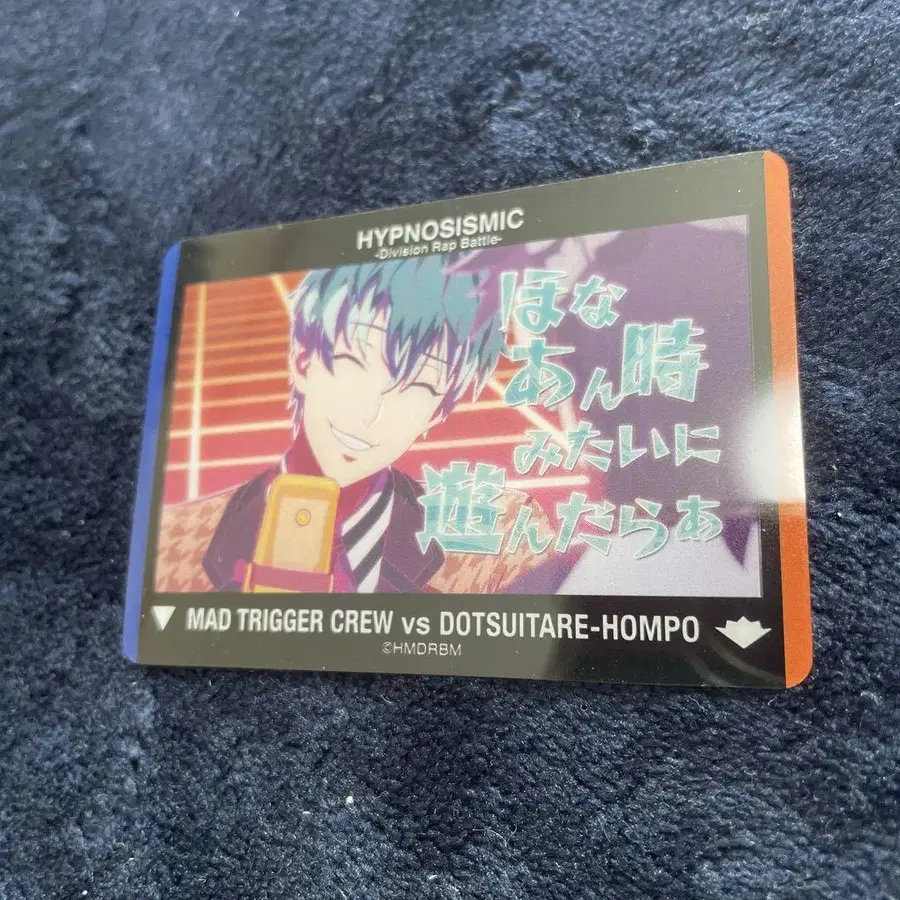 HYPNOSISMIC
-Division Rap Battle-
ほな
あん時
みたいに
遊んだらぁ
MAD TRIGGER CREW vs DOTSUITARE-HOMPO
©HMDRBM